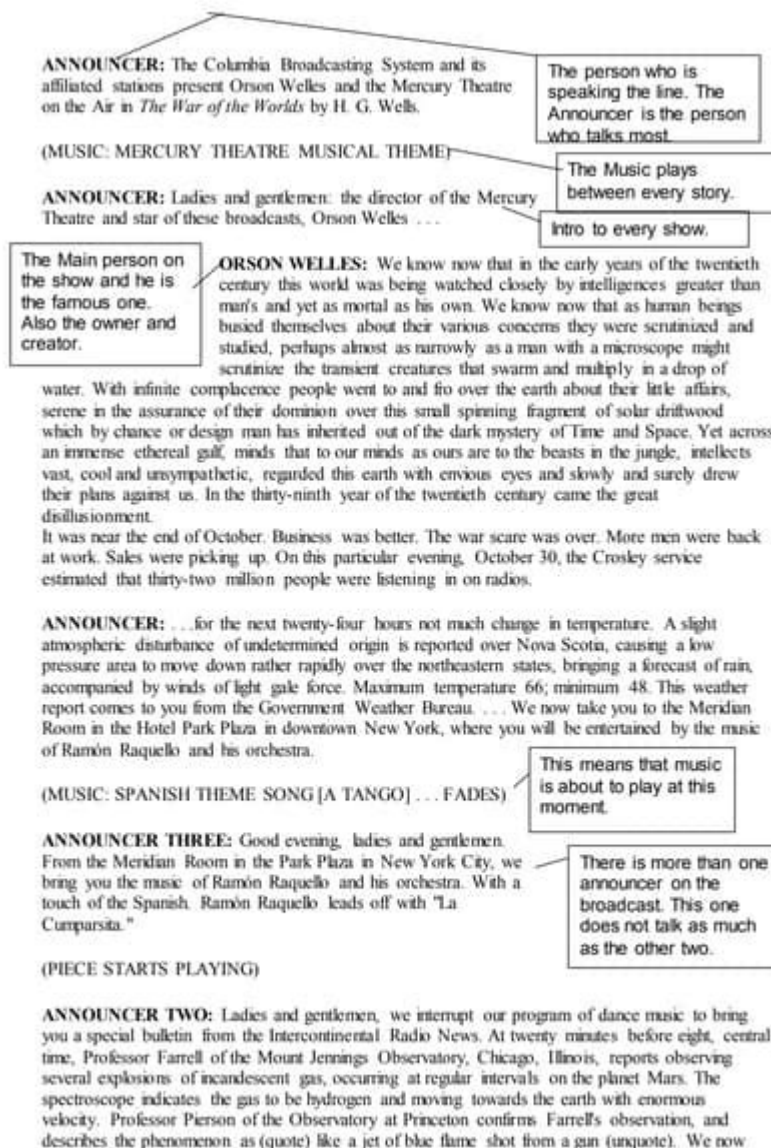 ANNOUNCER: The Columbia Broadcasting System and its
affiliated stations present Orson Welles and the Mercury Theatre
on the Air in The War of the Worlds by H. G. Wells.
The person who is
speaking the line. The
Announcer is the person
who talks most.
(MUSIC: MERCURY THEATRE MUSICAL THEME)
The Music plays
between every story.
ANNOUNCER: Ladies and gentlemen: the director of the Mercury
Theatre and star of these broadcasts, Orson Welles . . .
Intro to every show.
The Main person on
the show and he is
the famous one.
Also the owner and
creator.
ORSON WELLES: We know now that in the early years of the twentieth
century this world was being watched closely by intelligences greater than
man's and yet as mortal as his own. We know now that as human beings
busied themselves about their various concerns they were scrutinized and
studied, perhaps almost as narrowly as a man with a microscope might
scrutinize the transient creatures that swarm and multiply in a drop of
water. With infinite complacence people went to and fro over the earth about their little affairs,
serene in the assurance of their dominion over this small spinning fragment of solar driftwood
which by chance or design man has inherited out of the dark mystery of Time and Space. Yet across
an immense ethereal gulf, minds that to our minds as ours are to the beasts in the jungle, intellects
vast, cool and unsympathetic, regarded this earth with envious eyes and slowly and surely drew
their plans against us. In the thirty-ninth year of the twentieth century came the great
disillusionment.
It was near the end of October. Business was better. The war scare was over. More men were back
at work. Sales were picking up. On this particular evening, October 30, the Crosley service
estimated that thirty-two million people were listening in on radios.
ANNOUNCER: . . .for the next twenty-four hours not much change in temperature. A slight
atmospheric disturbance of undetermined origin is reported over Nova Scotia, causing a low
pressure area to move down rather rapidly over the northeastern states, bringing a forecast of rain,
accompanied by winds of light gale force. Maximum temperature 66; minimum 48. This weather
report comes to you from the Government Weather Bureau. . . . We now take you to the Meridian
Room in the Hotel Park Plaza in downtown New York, where you will be entertained by the music
of Ramón Raquello and his orchestra.
This means that music
is about to play at this
moment.
(MUSIC: SPANISH THEME SONG [A TANGO] . . . FADES)
ANNOUNCER THREE: Good evening, ladies and gentlemen.
From the Meridian Room in the Park Plaza in New York City, we
bring you the music of Ramón Raquello and his orchestra. With a
touch of the Spanish. Ramón Raquello leads off with "La
Cumparsita."
There is more than one
announcer on the
broadcast. This one
does not talk as much
as the other two.
(PIECE STARTS PLAYING)
ANNOUNCER TWO: Ladies and gentlemen, we interrupt our program of dance music to bring
you a special bulletin from the Intercontinental Radio News. At twenty minutes before eight, central
time, Professor Farrell of the Mount Jennings Observatory, Chicago, Illinois, reports observing
several explosions of incandescent gas, occurring at regular intervals on the planet Mars. The
spectroscope indicates the gas to be hydrogen and moving towards the earth with enormous
velocity. Professor Pierson of the Observatory at Princeton confirms Farrell's observation, and
describes the phenomenon as (quote) like a jet of blue flame shot from a gun (unquote). We now